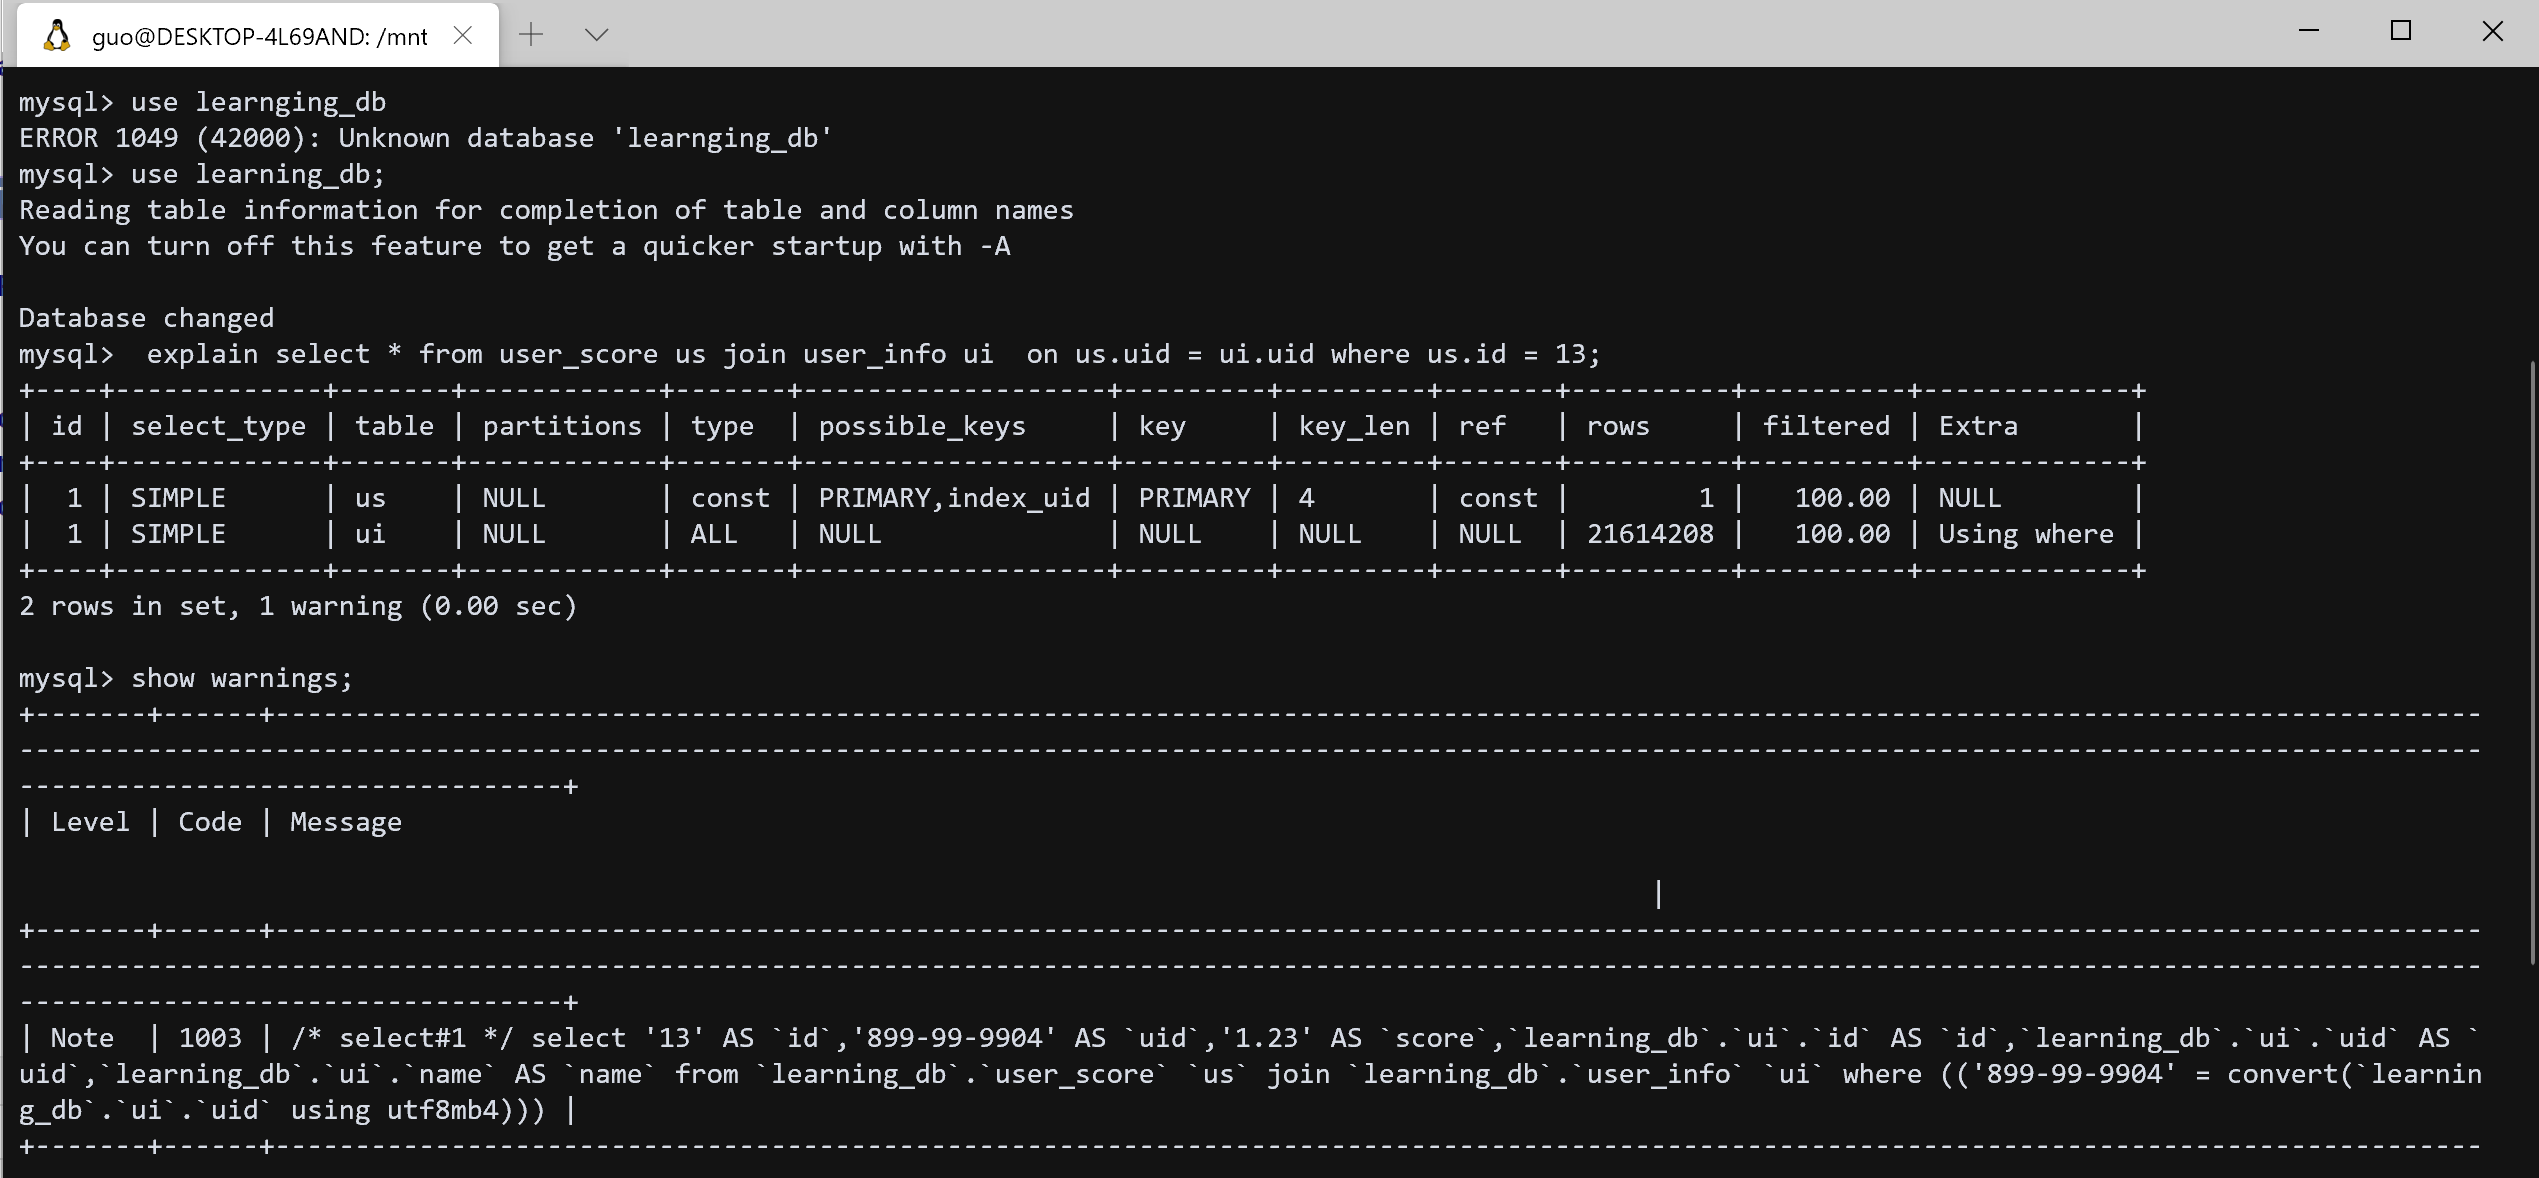 guo@DESKTOP-4L69AND: /mnt
mysql> use learnging_db
ERROR 1049 (42000): Unknown database 'learnging_db'
mysql> use learning_db;
Reading table information for completion of table and column names
You can turn off this feature to get a quicker startup with -A
Database changed
mysql>  explain select * from user_score us join user_info ui  on us.uid = ui.uid where us.id = 13;
| id | select_type | table | partitions | type  | possible_keys     | key     | key_len | ref   | rows     | filtered | Extra       |
|  1 | SIMPLE      | us    | NULL       | const | PRIMARY,index_uid | PRIMARY | 4       | const |        1 |   100.00 | NULL        |
|  1 | SIMPLE      | ui    | NULL       | ALL   | NULL              | NULL    | NULL    | NULL  | 21614208 |   100.00 | Using where |
2 rows in set, 1 warning (0.00 sec)
mysql> show warnings;
| Level | Code | Message
|
| Note  | 1003 | /* select#1 */ select '13' AS `id`,'899-99-9904' AS `uid`,'1.23' AS `score`,`learning_db`.`ui`.`id` AS `id`,`learning_db`.`ui`.`uid` AS `
uid`,`learning_db`.`ui`.`name` AS `name` from `learning_db`.`user_score` `us` join `learning_db`.`user_info` `ui` where (('899-99-9904' = convert(`learnin
g_db`.`ui`.`uid` using utf8mb4))) |